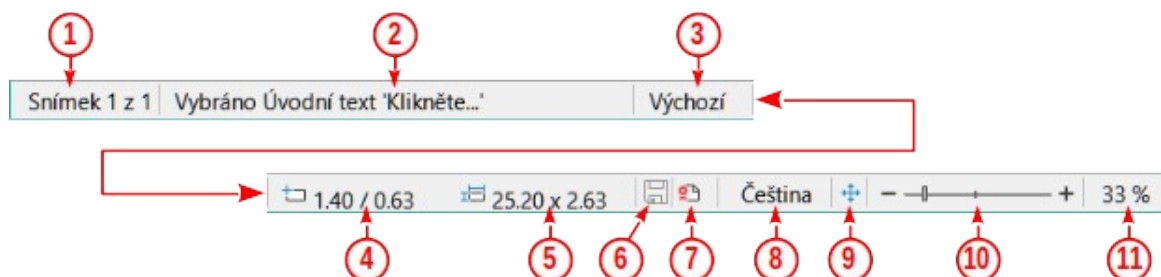 1 2 3
Snímek 1 z 1 Vybráno Úvodní text 'Klikněte...' Výchozí
1.40 / 0.63 25.20 x 2.63 Čeština − + 33 %
4 5 6 7 8 9 10 11